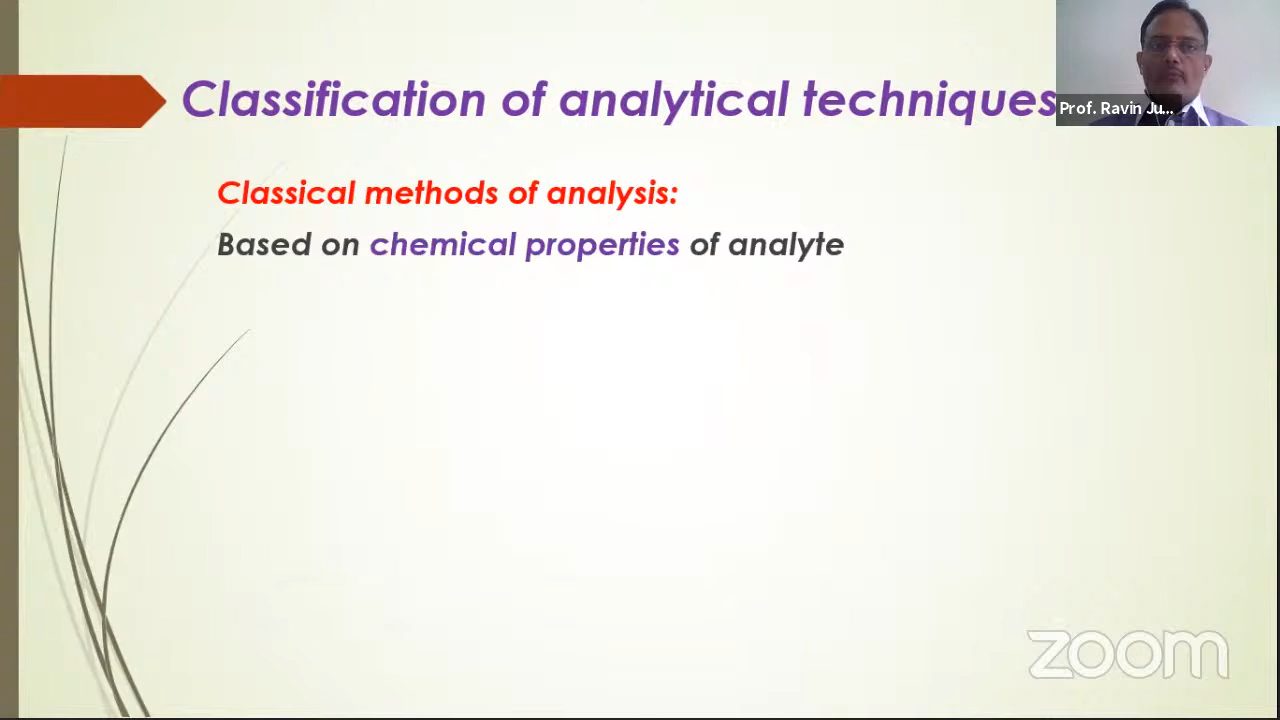 Classification of analytical techniques
Prof. Ravin Ju...
Classical methods of analysis:
Based on chemical properties of analyte
zoom